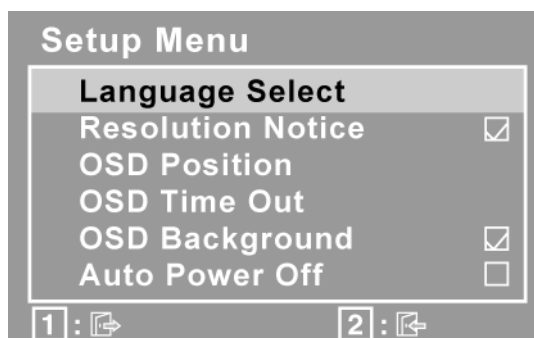 Setup Menu
Language Select
Resolution Notice
OSD Position
OSD Time Out
OSD Background
Auto Power Off
1 : 2 :